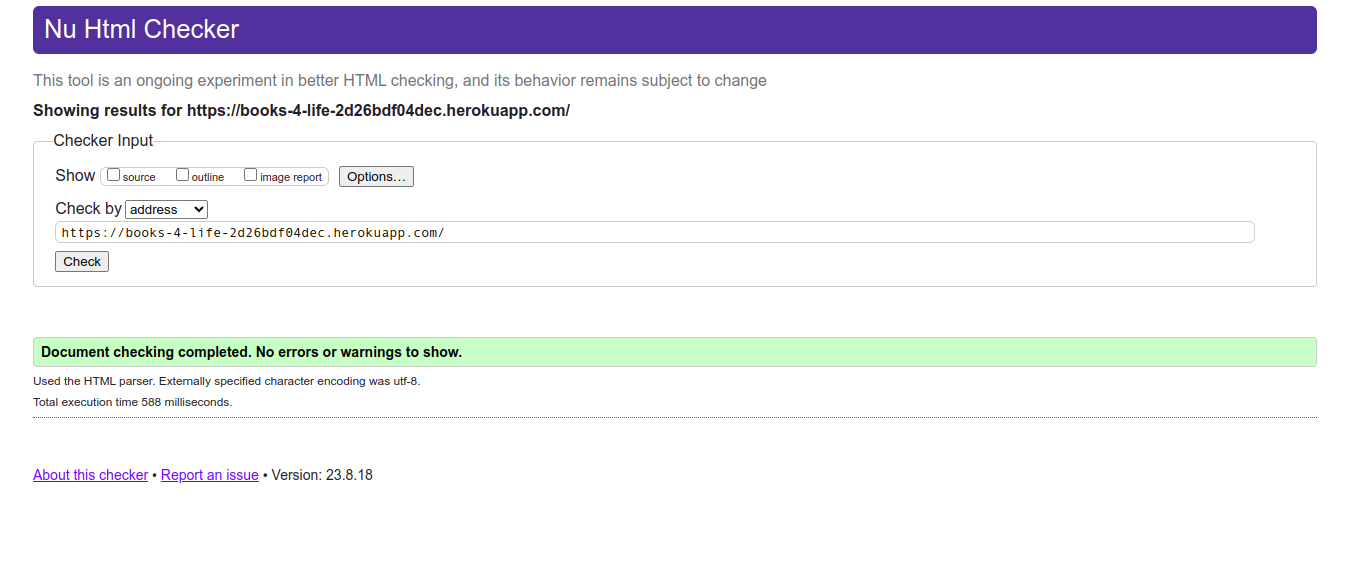 Nu Html Checker
This tool is an ongoing experiment in better HTML checking, and its behavior remains subject to change
Showing results for https://books-4-life-2d26bdf04dec.herokuapp.com/
Checker Input
Show source outline image report Options...
Check by address
https://books-4-life-2d26bdf04dec.herokuapp.com/
Check
Document checking completed. No errors or warnings to show.
Used the HTML parser. Externally specified character encoding was utf-8.
Total execution time 588 milliseconds.
About this checker • Report an issue • Version: 23.8.18